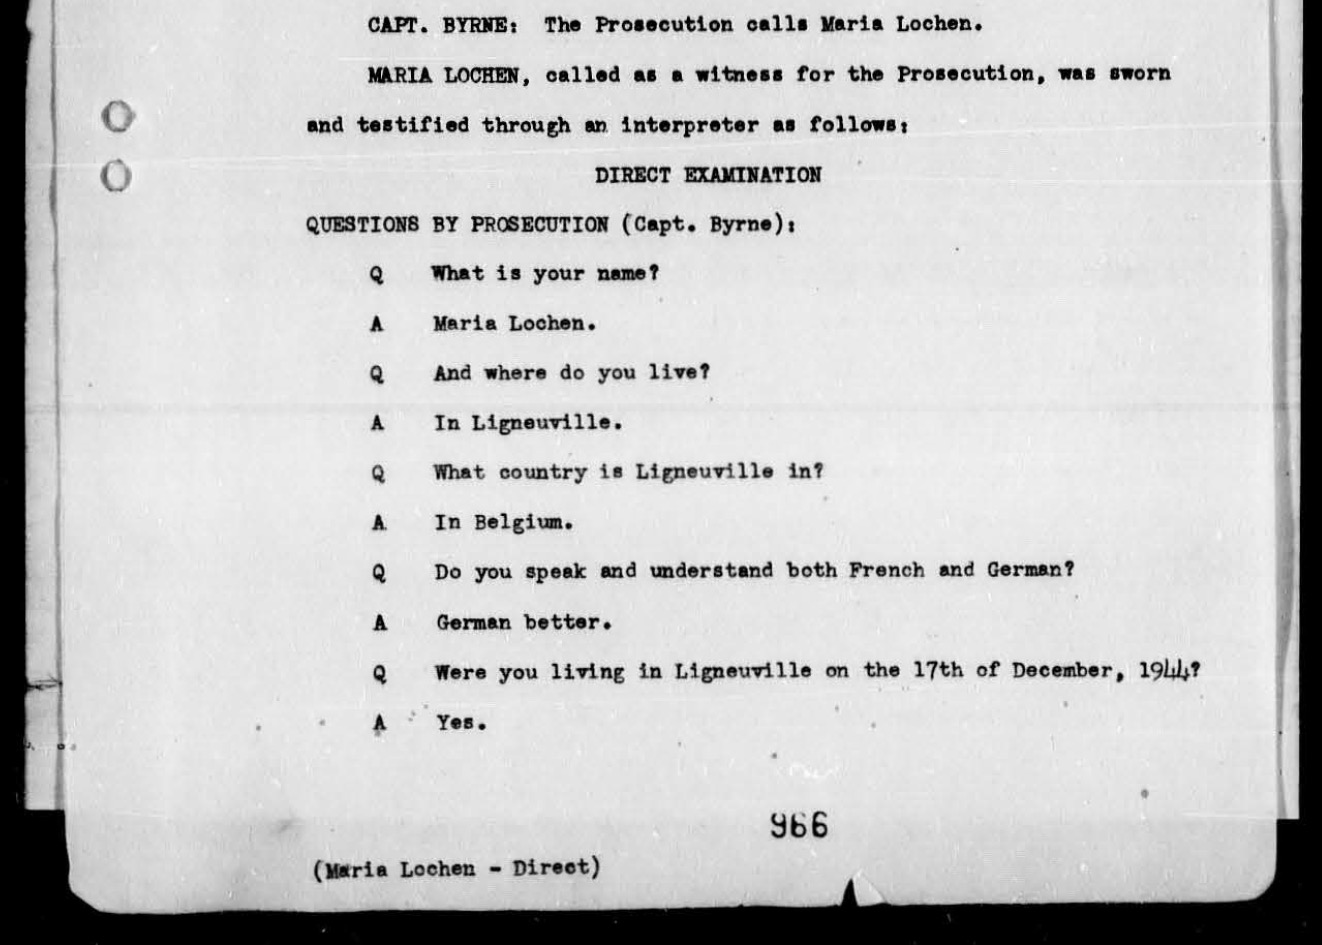 CAPT. BYRNE: The Prosecution calls Maria Lochen.
MARIA LOCHEN, called as a witness for the Prosecution, was sworn
and testified through an interpreter as follows:
DIRECT EXAMINATION
QUESTIONS BY PROSECUTION (Capt. Byrne):
Q What is your name?
A Maria Lochen.
Q And where do you live?
A In Ligneuville.
Q What country is Ligneuville in?
A In Belgium.
Q Do you speak and understand both French and German?
A German better.
Q Were you living in Ligneuville on the 17th of December, 1944?
A Yes.
966
(Maria Lochen - Direct)